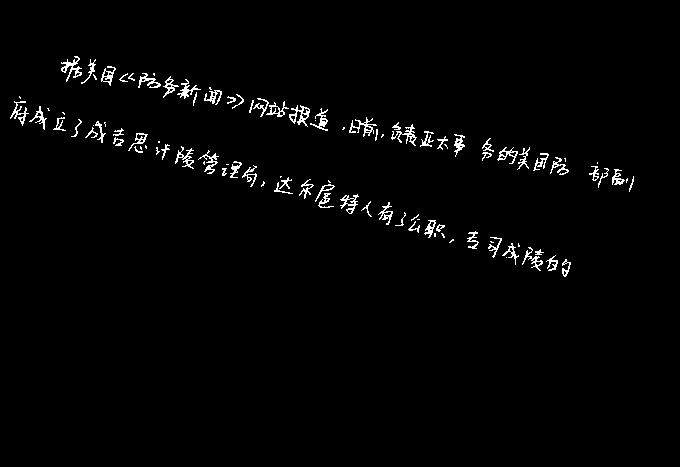 据美国《防务新闻》网站报道,日前,负责亚太事务的美国防部副
府成立了成吉思汗陵管理局,达尔扈特人有了公职,专司成陵的